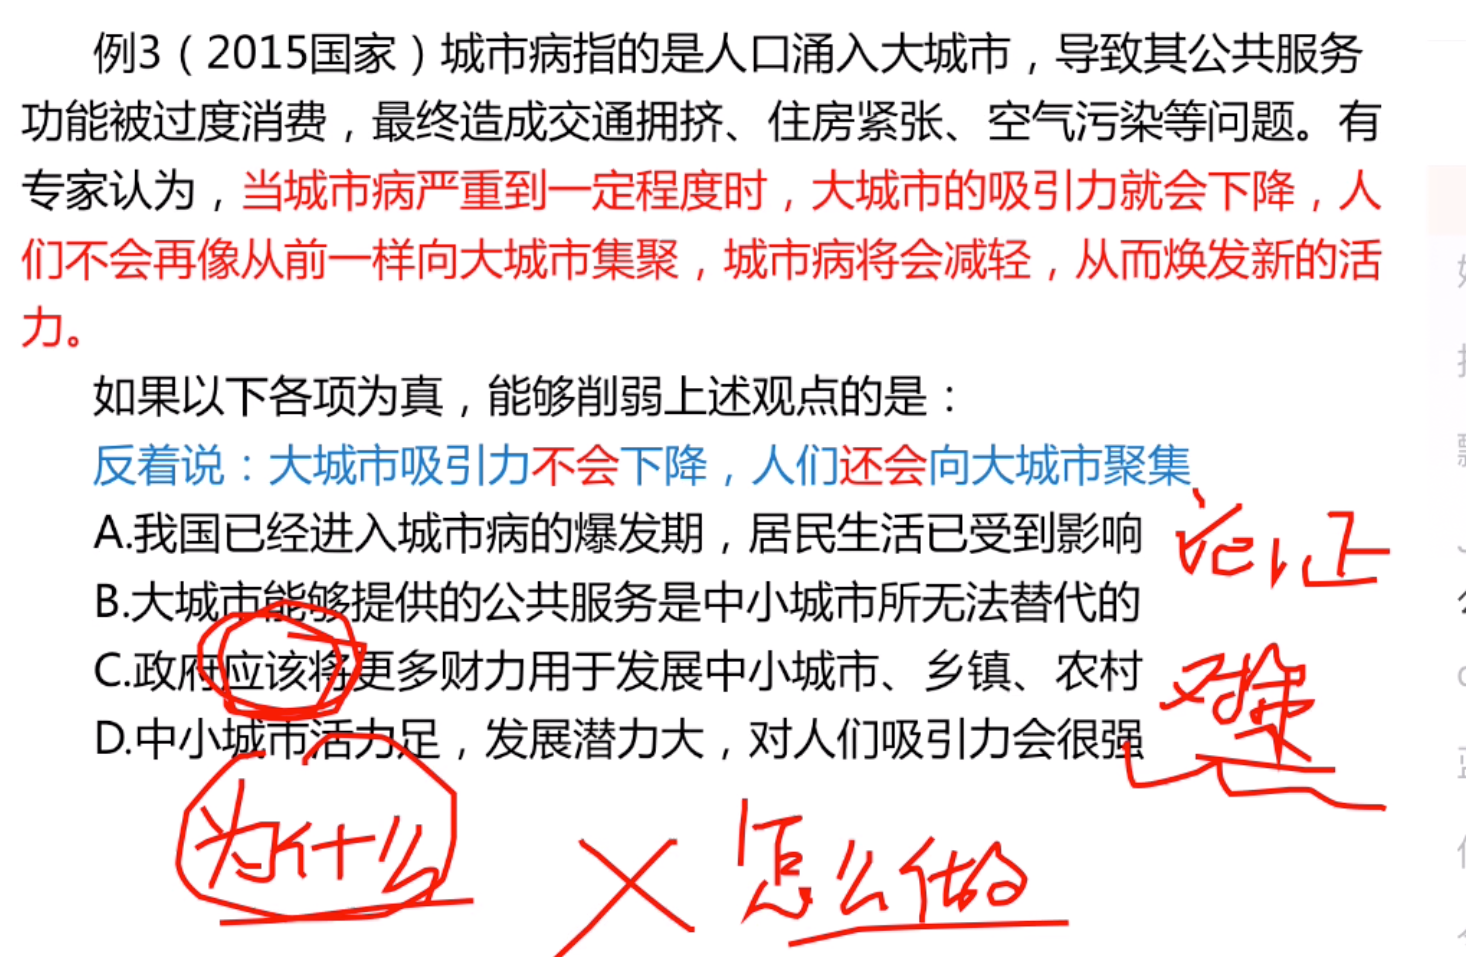 例3（2015国家）城市病指的是人口涌入大城市，导致其公共服务
功能被过度消费，最终造成交通拥挤、住房紧张、空气污染等问题。有
专家认为，当城市病严重到一定程度时，大城市的吸引力就会下降，人
们不会再像从前一样向大城市集聚，城市病将会减轻，从而焕发新的活
力。
如果以下各项为真，能够削弱上述观点的是：
反着说：大城市吸引力不会下降，人们还会向大城市聚集
A.我国已经进入城市病的爆发期，居民生活已受到影响
论证
B.大城市能够提供的公共服务是中小城市所无法替代的
C.政府应该将更多财力用于发展中小城市、乡镇、农村
对策
D.中小城市活力足，发展潜力大，对人们吸引力会很强
为什么
怎么做